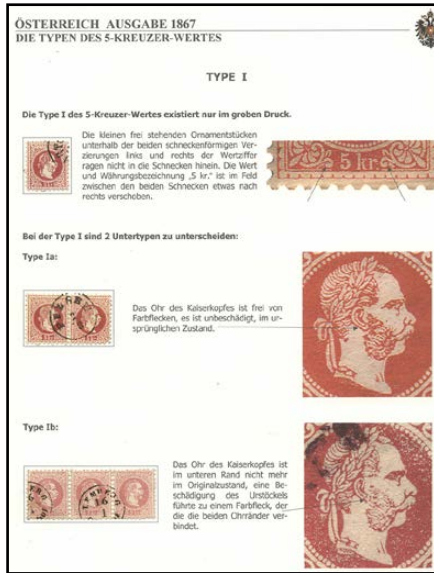 ÖSTERREICH AUSGABE 1867
DIE TYPEN DES 5-KREUZER-WERTES
TYPE I
Die Type I des 5-Kreuzer-Wertes existiert nur im groben Druck.
Die kleinen frei stehenden Ornamentstücken
unterhalb der beiden schneckenförmigen Ver-
zierungen links und rechts der Wertziffer
ragen nicht in die Schnecken hinein. Die Wert
und Währungsbezeichnung „5 kr.“ ist im Feld
zwischen den beiden Schnecken etwas nach
rechts verschoben.
5 kr.
Bei der Type I sind 2 Untertypen zu unterscheiden:
Type Ia:
Das Ohr des Kaiserkopfes ist frei von
Farbflecken, es ist unbeschädigt, im ur-
sprünglichen Zustand.
Type Ib:
Das Ohr des Kaiserkopfes ist
im unteren Rand nicht mehr
im Originalzustand, eine Be-
schädigung des Urstöckels
führte zu einem Farbfleck, der
die die beiden Ohrränder ver-
bindet.